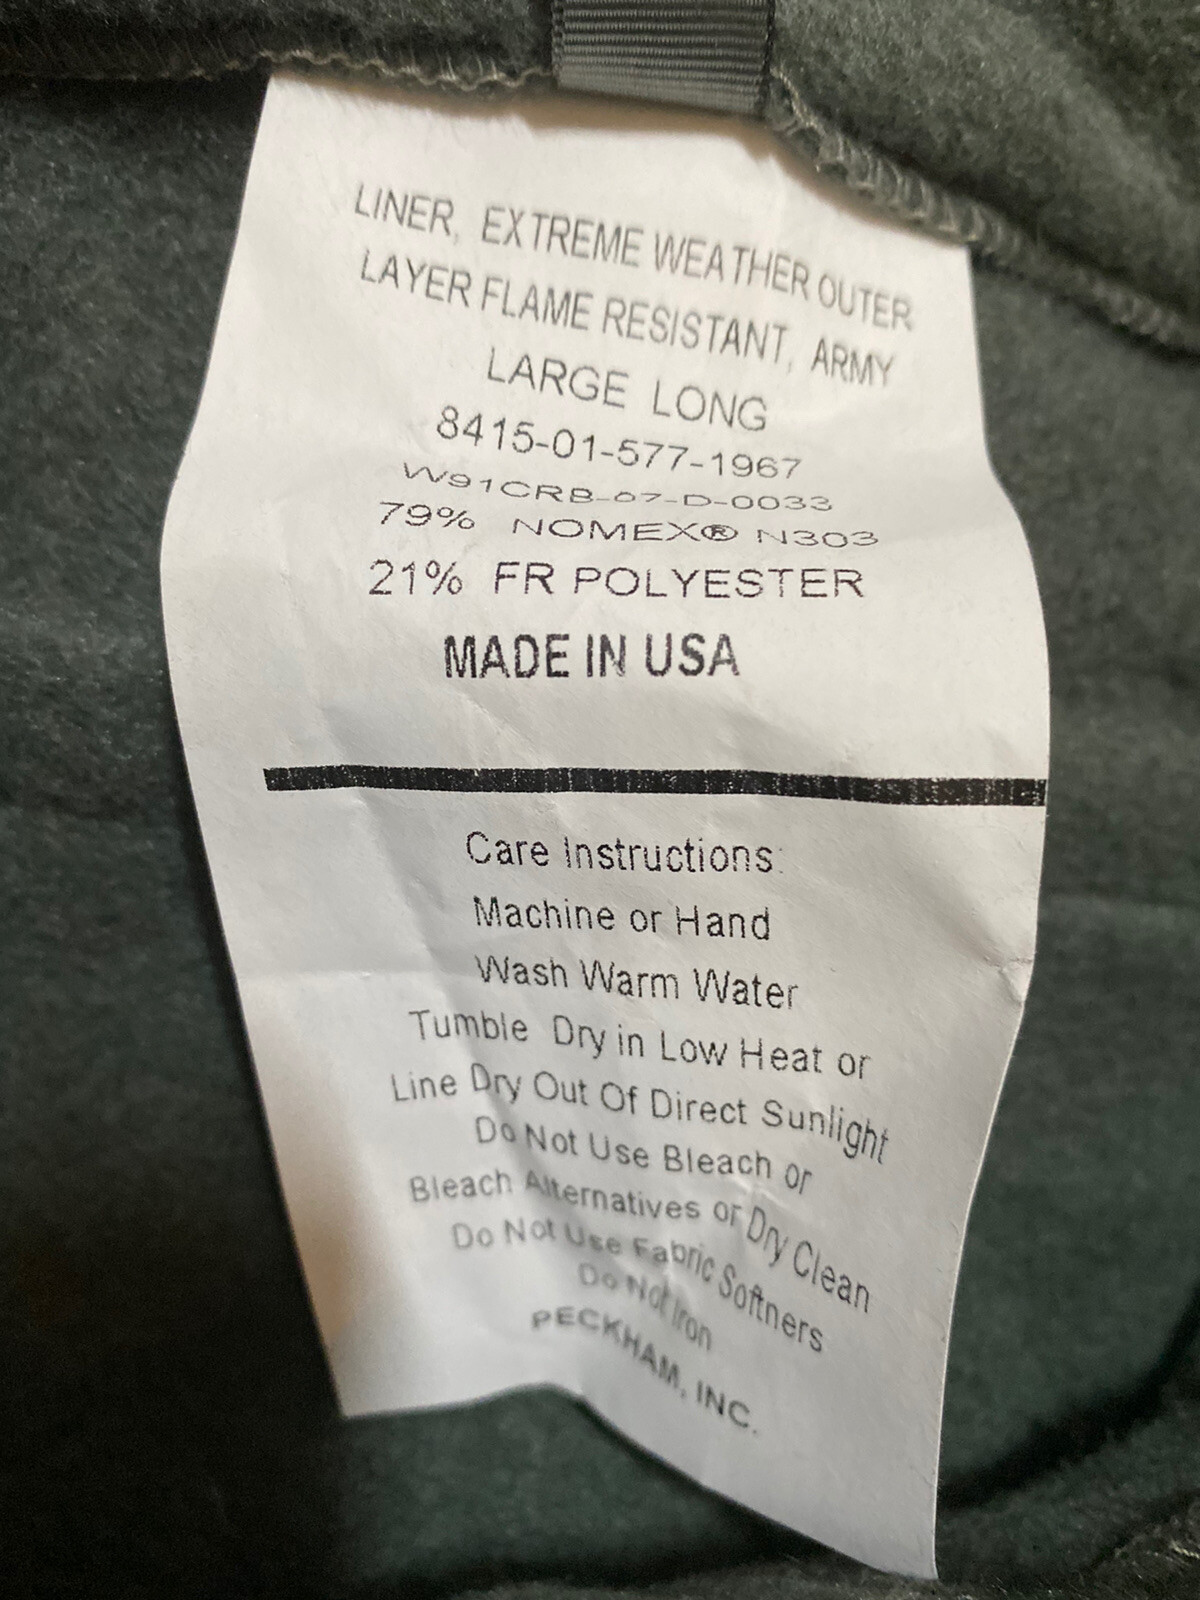 LINER, EXTREME WEATHER OUTER
LAYER FLAME RESISTANT, ARMY
LARGE LONG
8415-01-577-1967
W91CRB-07-D-0033
79% NOMEX® N303
21% FR POLYESTER
MADE IN USA
Care Instructions:
Machine or Hand
Wash Warm Water
Tumble Dry in Low Heat or
Line Dry Out Of Direct Sunlight
Do Not Use Bleach or
Bleach Alternatives or Dry Clean
Do Not Use Fabric Softners
Do Not Iron
PECKHAM, INC.